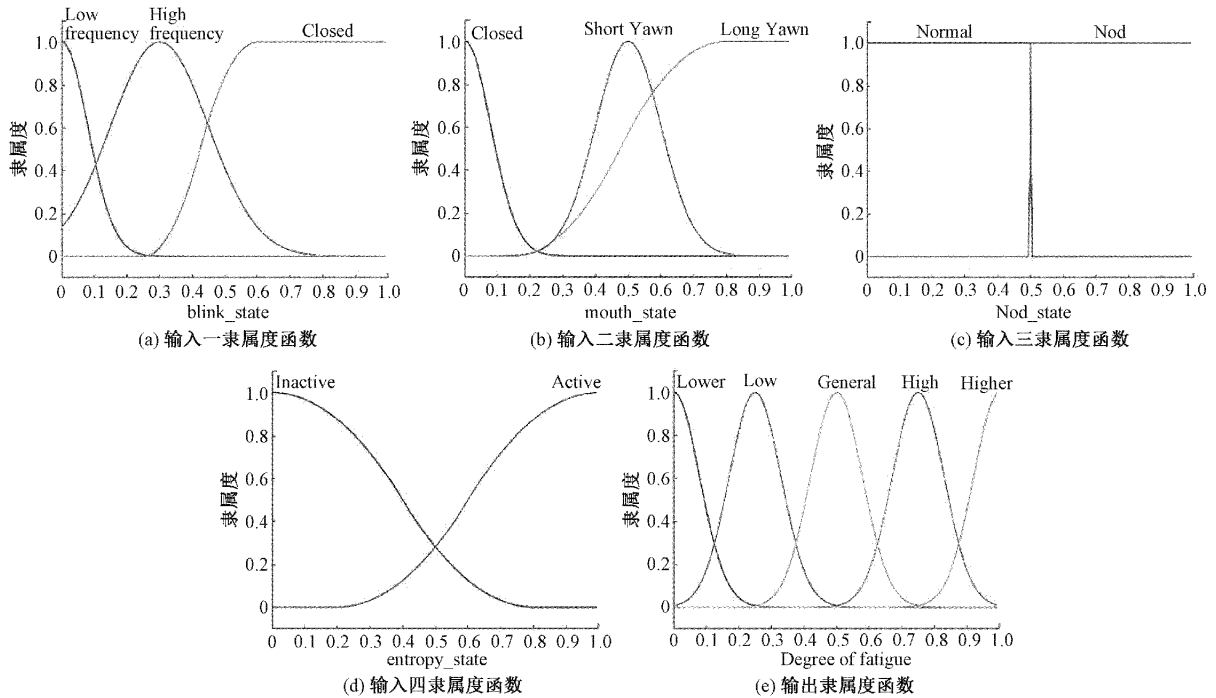 Low frequency
High frequency
Closed
1.0
0.8
0.6
0.4
0.2
0
隶属度
0 0.1 0.2 0.3 0.4 0.5 0.6 0.7 0.8 0.9 1.0
blink_state
(a) 输入一隶属度函数
Closed
Short Yawn
Long Yawn
1.0
0.8
0.6
0.4
0.2
0
隶属度
0 0.1 0.2 0.3 0.4 0.5 0.6 0.7 0.8 0.9 1.0
mouth_state
(b) 输入二隶属度函数
Normal
Nod
1.0
0.8
0.6
0.4
0.2
0
隶属度
0 0.1 0.2 0.3 0.4 0.5 0.6 0.7 0.8 0.9 1.0
Nod_state
(c) 输入三隶属度函数
Inactive
Active
1.0
0.8
0.6
0.4
0.2
0
隶属度
0 0.1 0.2 0.3 0.4 0.5 0.6 0.7 0.8 0.9 1.0
entropy_state
(d) 输入四隶属度函数
Lower
Low
General
High
Higher
1.0
0.8
0.6
0.4
0.2
0
隶属度
0 0.1 0.2 0.3 0.4 0.5 0.6 0.7 0.8 0.9 1.0
Degree of fatigue
(e) 输出隶属度函数